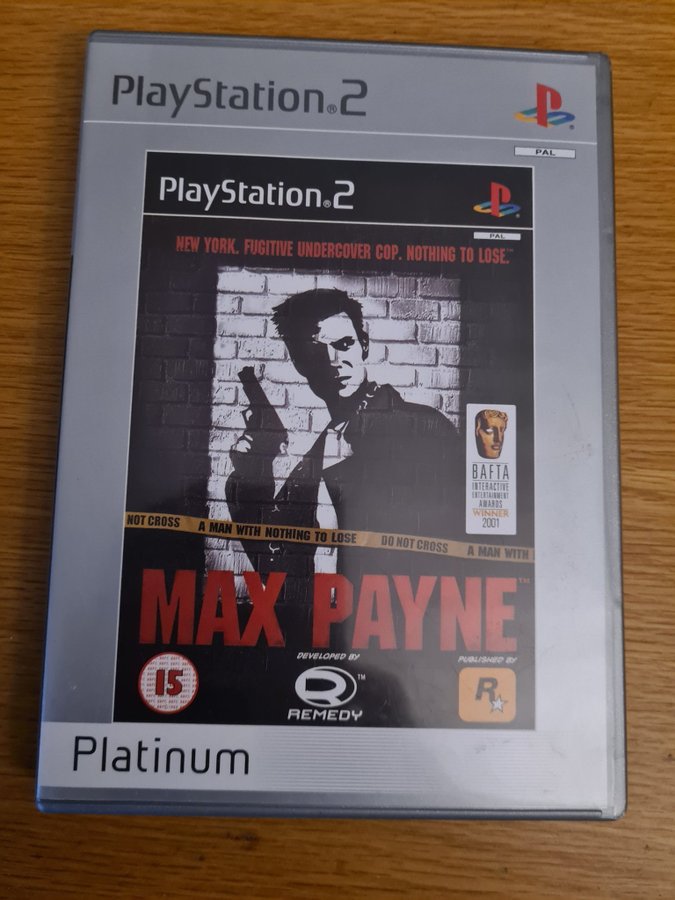 PlayStation®2
PAL
PlayStation®2
PAL
NEW YORK. FUGITIVE UNDERCOVER COP. NOTHING TO LOSE.™
BAFTA
INTERACTIVE
ENTERTAINMENT
AWARDS
WINNER
2001
NOT CROSS A MAN WITH NOTHING TO LOSE DO NOT CROSS A MAN WITH
MAX PAYNE™
15
DEVELOPED BY
REMEDY™
PUBLISHED BY
R
Platinum